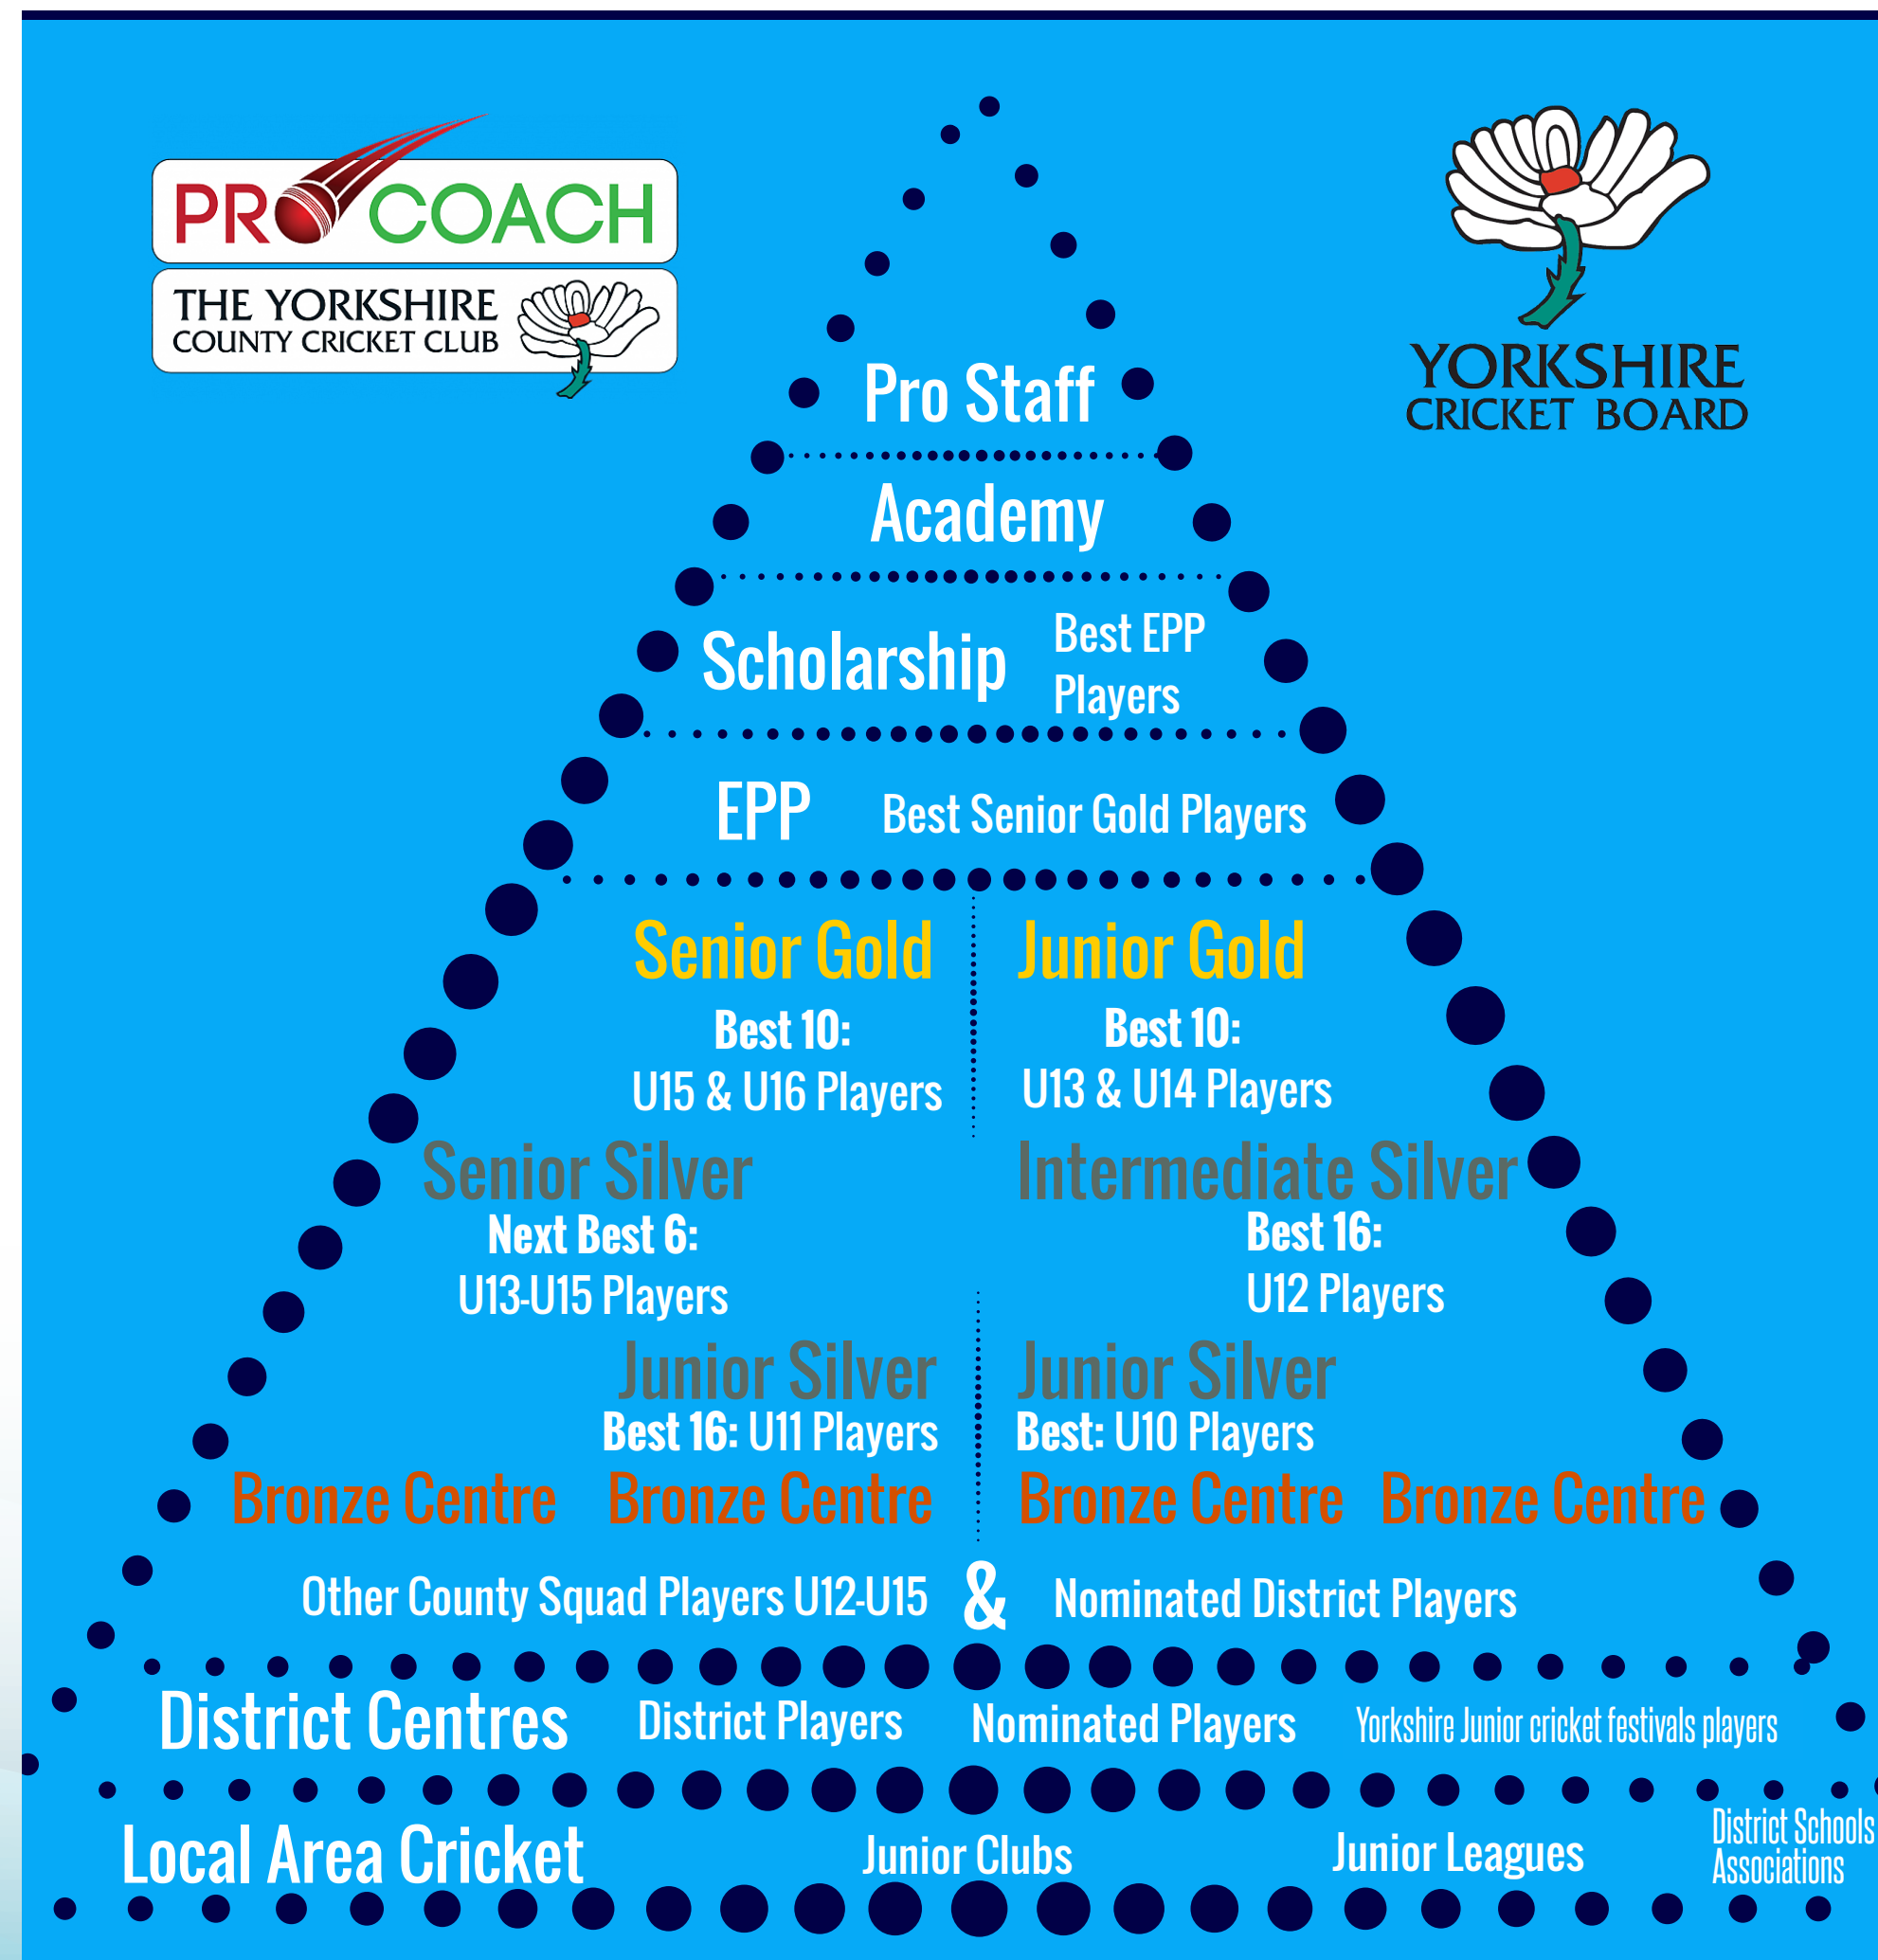 PRO COACH
THE YORKSHIRE
COUNTY CRICKET CLUB
YORKSHIRE
CRICKET BOARD
Pro Staff
Academy
Scholarship
Best EPP
Players
EPP
Best Senior Gold Players
Senior Gold
Best 10:
U15 & U16 Players
Junior Gold
Best 10:
U13 & U14 Players
Senior Silver
Next Best 6:
U13-U15 Players
Intermediate Silver
Best 16:
U12 Players
Junior Silver
Best 16: U11 Players
Junior Silver
Best: U10 Players
Bronze Centre
Bronze Centre
Bronze Centre
Bronze Centre
Other County Squad Players U12-U15 & Nominated District Players
District Centres
District Players
Nominated Players
Yorkshire Junior cricket festivals players
Local Area Cricket
Junior Clubs
Junior Leagues
District Schools
Associations